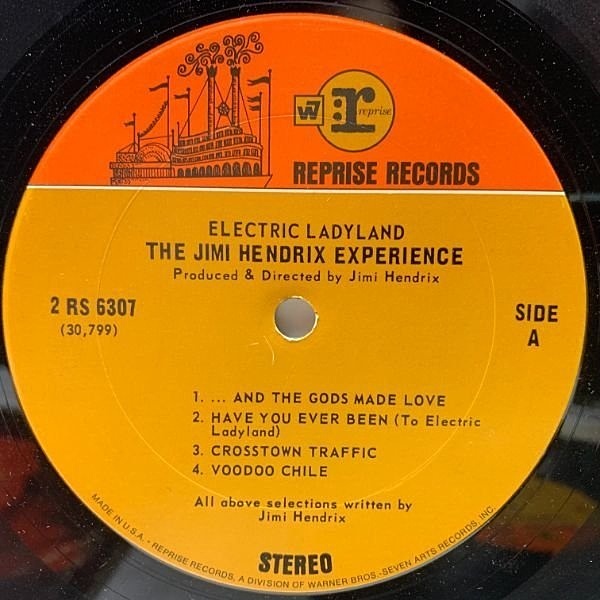 W7 r: reprise
REPRISE RECORDS
ELECTRIC LADYLAND
THE JIMI HENDRIX EXPERIENCE
Produced & Directed by Jimi Hendrix
2 RS 6307
(30,799)
SIDE
A
1. ... AND THE GODS MADE LOVE
2. HAVE YOU EVER BEEN (To Electric
Ladyland)
3. CROSSTOWN TRAFFIC
4. VOODOO CHILE
All above selections written by
Jimi Hendrix
STEREO
MADE IN U.S.A. - REPRISE RECORDS, A DIVISION OF WARNER BROS.-SEVEN ARTS RECORDS, INC.